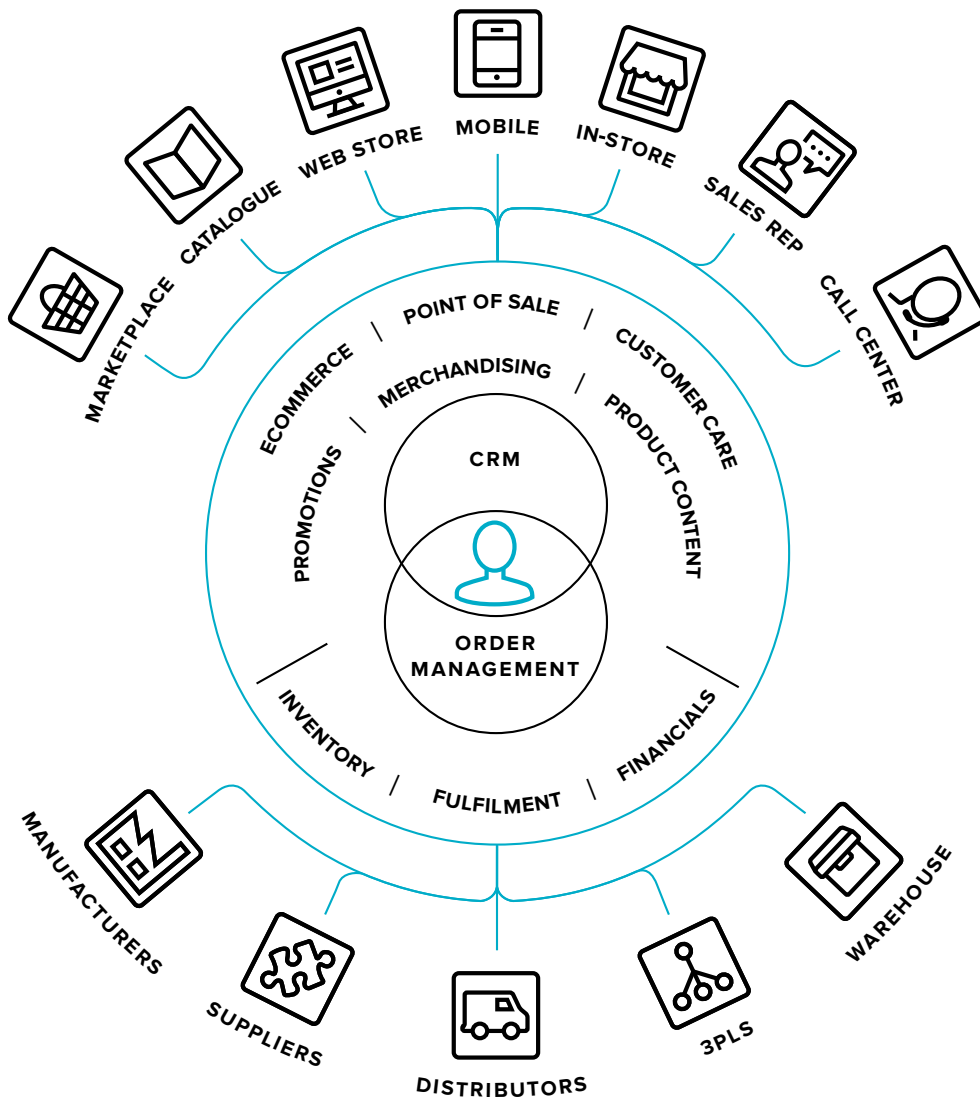 MARKETPLACE
CATALOGUE
WEB STORE
MOBILE
IN-STORE
SALES REP
CALL CENTER
ECOMMERCE
POINT OF SALE
CUSTOMER CARE
PROMOTIONS
MERCHANDISING
PRODUCT CONTENT
CRM
ORDER
MANAGEMENT
INVENTORY
FULFILMENT
FINANCIALS
MANUFACTURERS
SUPPLIERS
DISTRIBUTORS
3PLS
WAREHOUSE